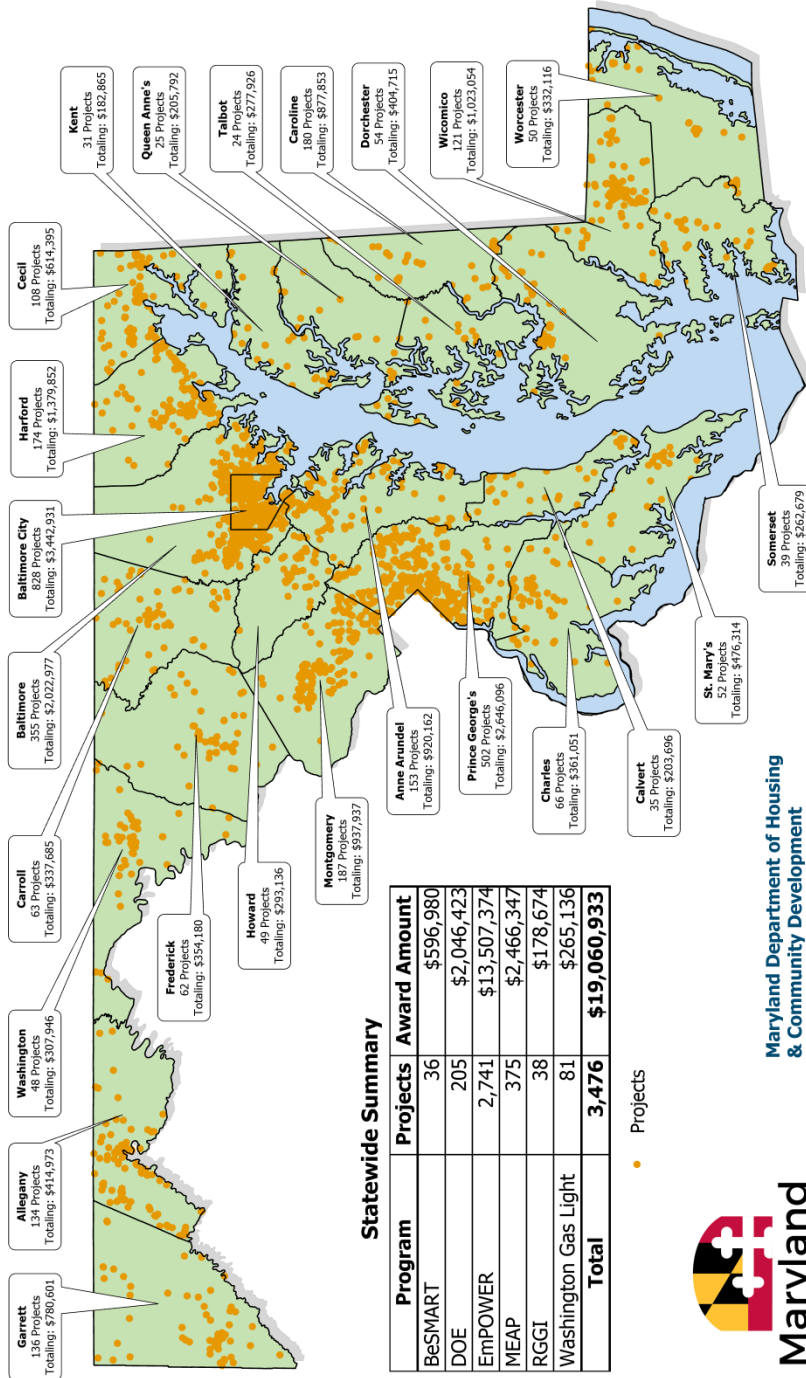 Garrett
136 Projects
Totaling: $780,601
Allegany
134 Projects
Totaling: $414,973
Washington
48 Projects
Totaling: $307,946
Carroll
63 Projects
Totaling: $337,685
Baltimore
355 Projects
Totaling: $2,022,977
Baltimore City
828 Projects
Totaling: $3,442,931
Harford
174 Projects
Totaling: $1,379,852
Cecil
108 Projects
Totaling: $614,395
Kent
31 Projects
Totaling: $182,865
Queen Anne's
25 Projects
Totaling: $205,792
Talbot
24 Projects
Totaling: $277,926
Caroline
180 Projects
Totaling: $877,853
Dorchester
54 Projects
Totaling: $404,715
Wicomico
121 Projects
Totaling: $1,023,054
Worcester
50 Projects
Totaling: $332,116
Frederick
62 Projects
Totaling: $354,180
Howard
49 Projects
Totaling: $293,136
Montgomery
187 Projects
Totaling: $937,937
Anne Arundel
153 Projects
Totaling: $920,162
Prince George's
502 Projects
Totaling: $2,646,096
Charles
66 Projects
Totaling: $361,051
Calvert
35 Projects
Totaling: $203,696
St. Mary's
52 Projects
Totaling: $476,314
Somerset
39 Projects
Totaling: $262,679
Statewide Summary
Program Projects Award Amount
BeSMART 36 $596,980
DOE 205 $2,046,423
EmPOWER 2,741 $13,507,374
MEAP 375 $2,466,347
RGGI 38 $178,674
Washington Gas Light 81 $265,136
Total 3,476 $19,060,933
Projects
Maryland
Maryland Department of Housing
& Community Development